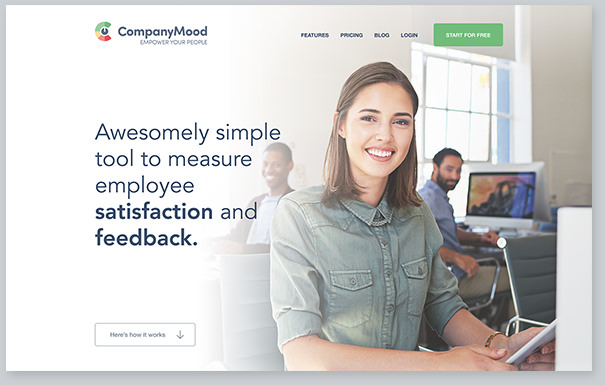 CompanyMood
EMPOWER YOUR PEOPLE
FEATURES PRICING BLOG LOGIN START FOR FREE
Awesomely simple
tool to measure
employee
satisfaction and
feedback.
Here's how it works